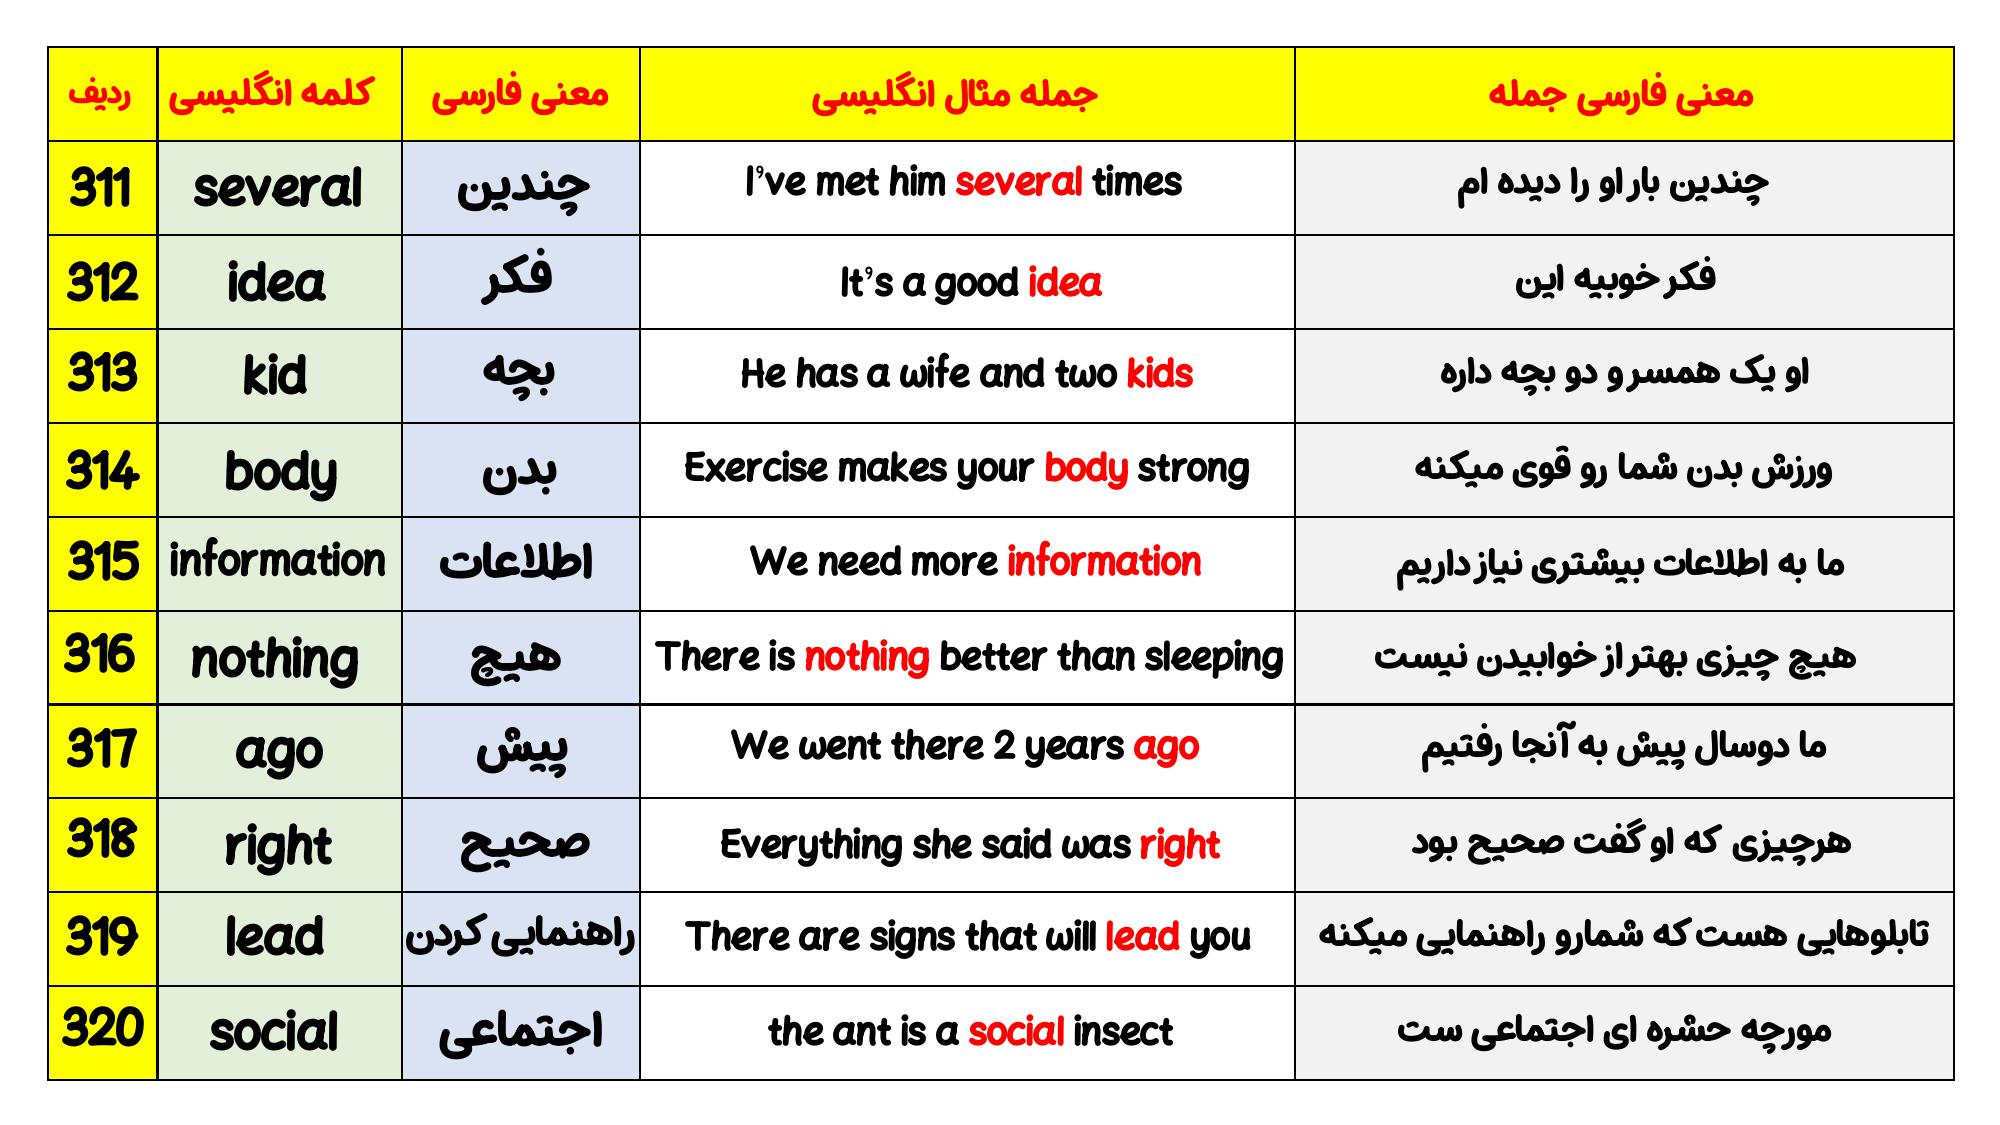 ردیف کلمه انگلیسی معنی فارسی جمله مثال انگلیسی معنی فارسی جمله
311 several چندین I've met him several times چندین بار او را دیده ام
312 idea فکر It's a good idea فکر خوبیه این
313 kid بچه He has a wife and two kids او یک همسر و دو بچه داره
314 body بدن Exercise makes your body strong ورزش بدن شما رو قوی میکنه
315 information اطلاعات We need more information ما به اطلاعات بیشتری نیاز داریم
316 nothing هیچ There is nothing better than sleeping هیچ چیزی بهتر از خوابیدن نیست
317 ago پیش We went there 2 years ago ما دوسال پیش به آنجا رفتیم
318 right صحیح Everything she said was right هرچیزی که او گفت صحیح بود
319 lead راهنمایی کردن There are signs that will lead you تابلوهایی هست که شمارو راهنمایی میکنه
320 social اجتماعی the ant is a social insect مورچه حشره ای اجتماعی ست